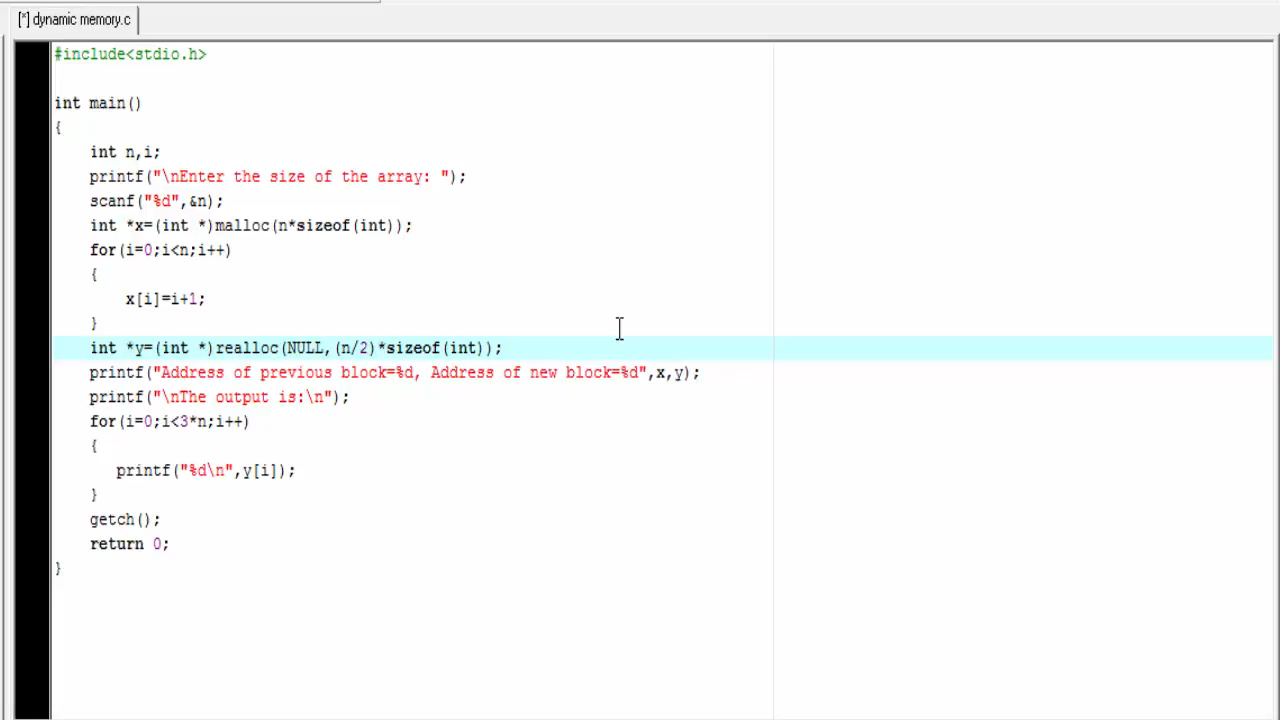 [*] dynamic memory.c
#include<stdio.h>
int main()
{
int n,i;
printf("\nEnter the size of the array: ");
scanf("%d",&n);
int *x=(int *)malloc(n*sizeof(int));
for(i=0;i<n;i++)
{
x[i]=i+1;
}
int *y=(int *)realloc(NULL,(n/2)*sizeof(int));
printf("Address of previous block=%d, Address of new block=%d",x,y);
printf("\nThe output is:\n");
for(i=0;i<3*n;i++)
{
printf("%d\n",y[i]);
}
getch();
return 0;
}